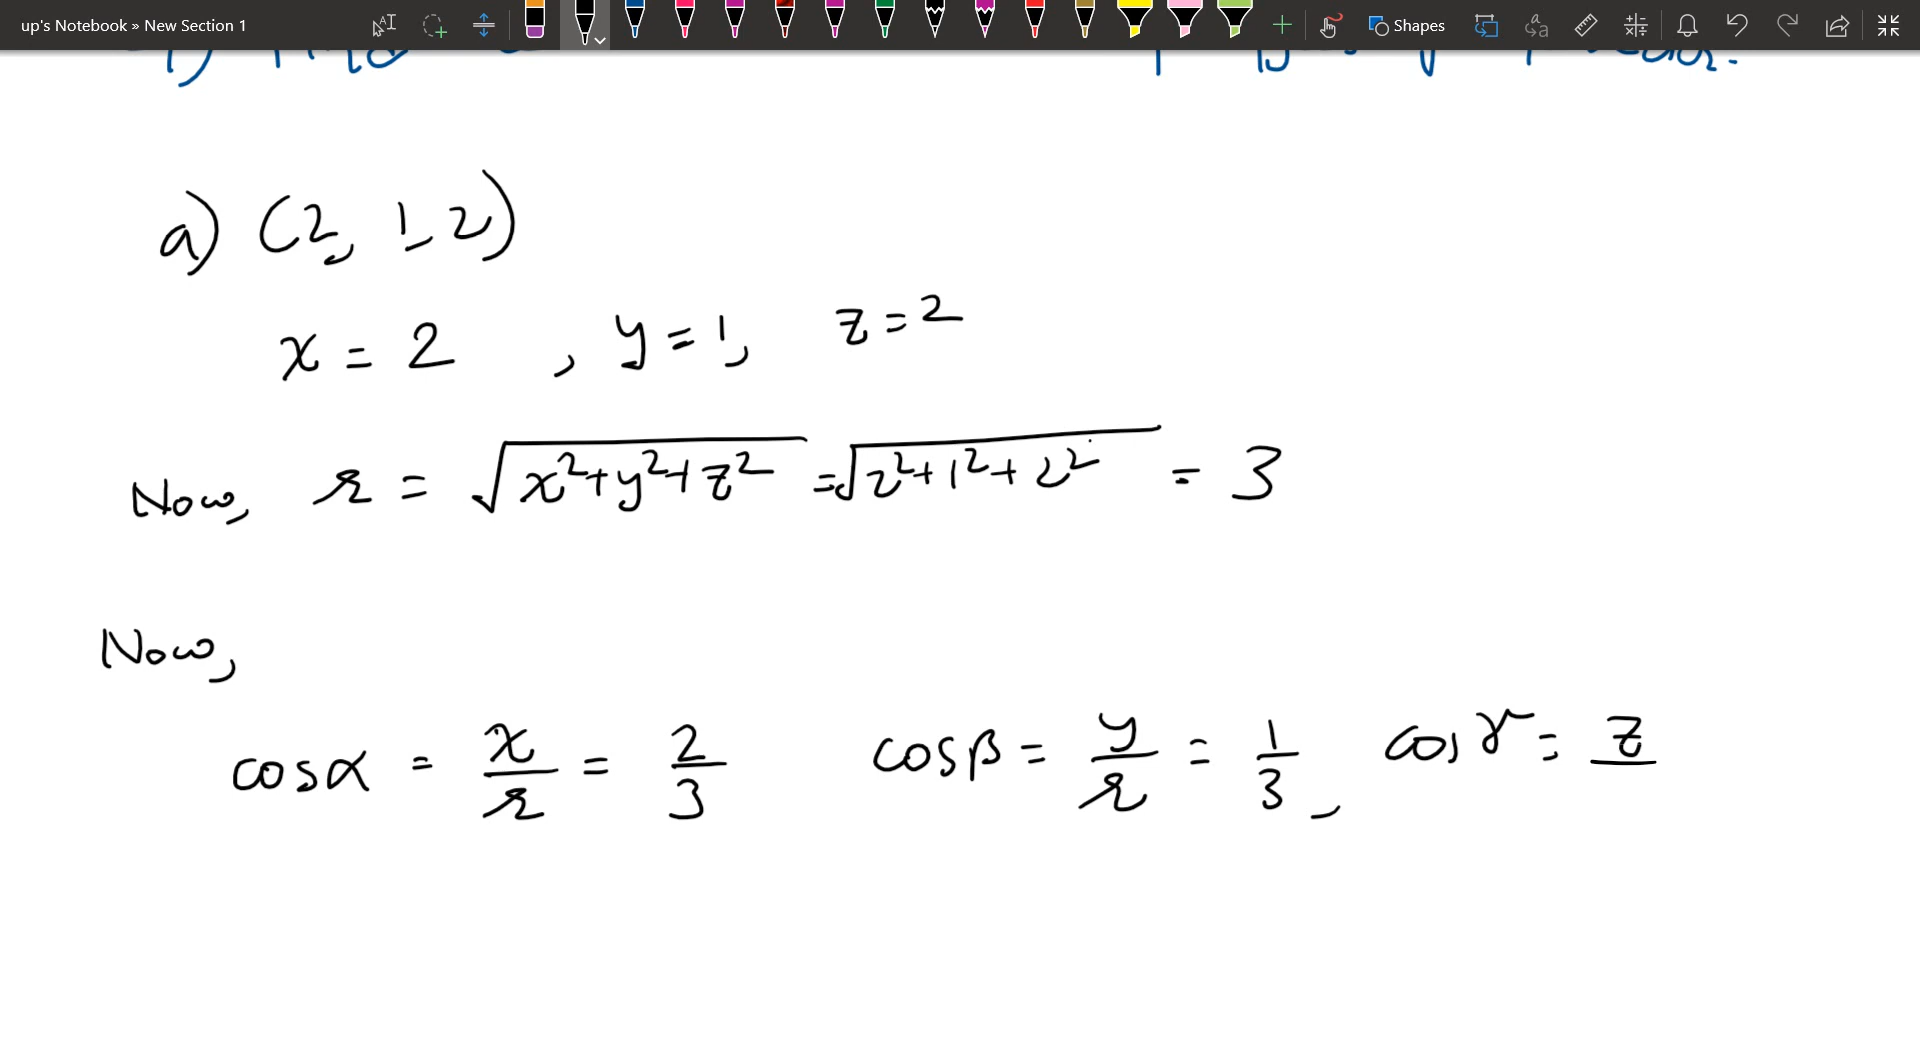 up's Notebook » New Section 1
Shapes
a) (2, 1, 2)
x = 2 , y = 1, z = 2
Now, r = √(x²+y²+z²) = √(2²+1²+2²) = 3
Now,
cosα = x/r = 2/3 cosβ = y/r = 1/3, cosγ = z